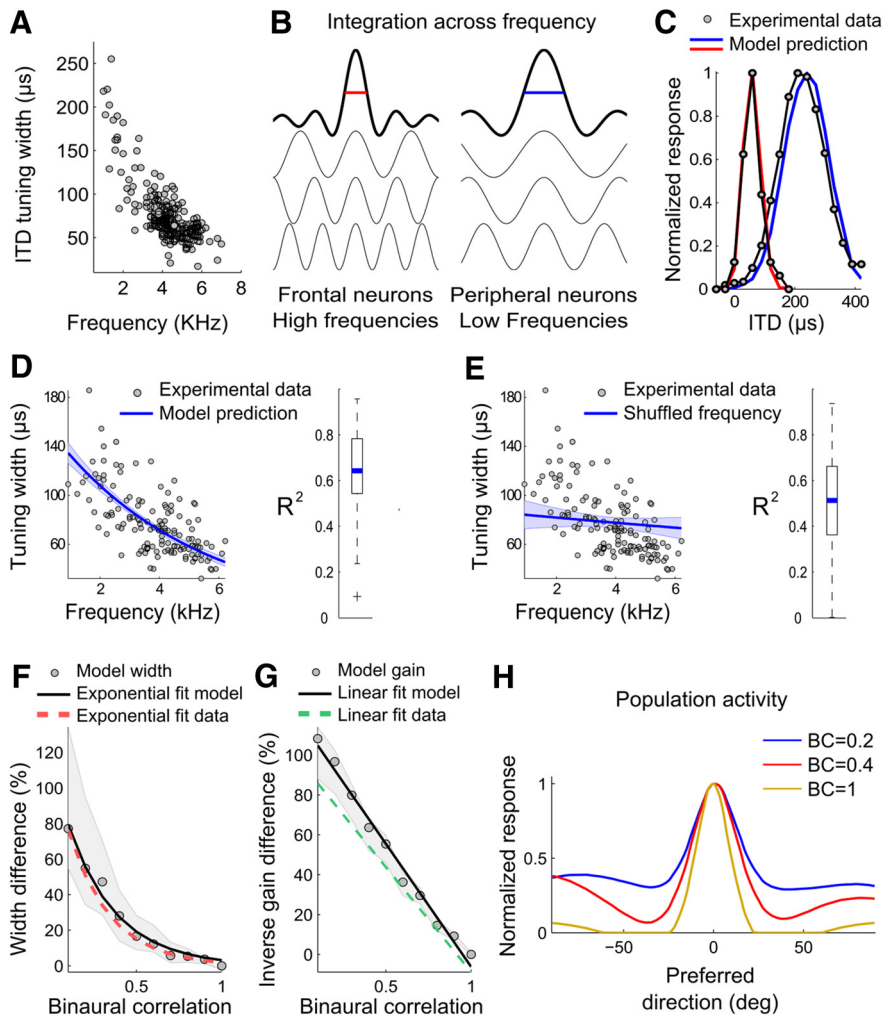 A
ITD tuning width (µs)
250
200
150
100
50
2
4
6
8
Frequency (KHz)
B
Integration across frequency
Frontal neurons
High frequencies
Peripheral neurons
Low Frequencies
C
Experimental data
Model prediction
Normalized response
1
0.8
0.6
0.4
0.2
0
0
200
400
ITD (µs)
D
Experimental data
Model prediction
Tuning width (µs)
180
140
100
60
2
4
6
Frequency (kHz)
R2
0.8
0.6
0.4
0.2
0
E
Experimental data
Shuffled frequency
Tuning width (µs)
180
140
100
60
2
4
6
Frequency (kHz)
R2
0.8
0.6
0.4
0.2
0
F
Model width
Exponential fit model
Exponential fit data
Width difference (%)
120
100
80
60
40
20
0
0.5
1
Binaural correlation
G
Model gain
Linear fit model
Linear fit data
Inverse gain difference (%)
100
80
60
40
20
0
0.5
1
Binaural correlation
H
Population activity
BC=0.2
BC=0.4
BC=1
Normalized response
1
0.5
0
-50
0
50
Preferred
direction (deg)